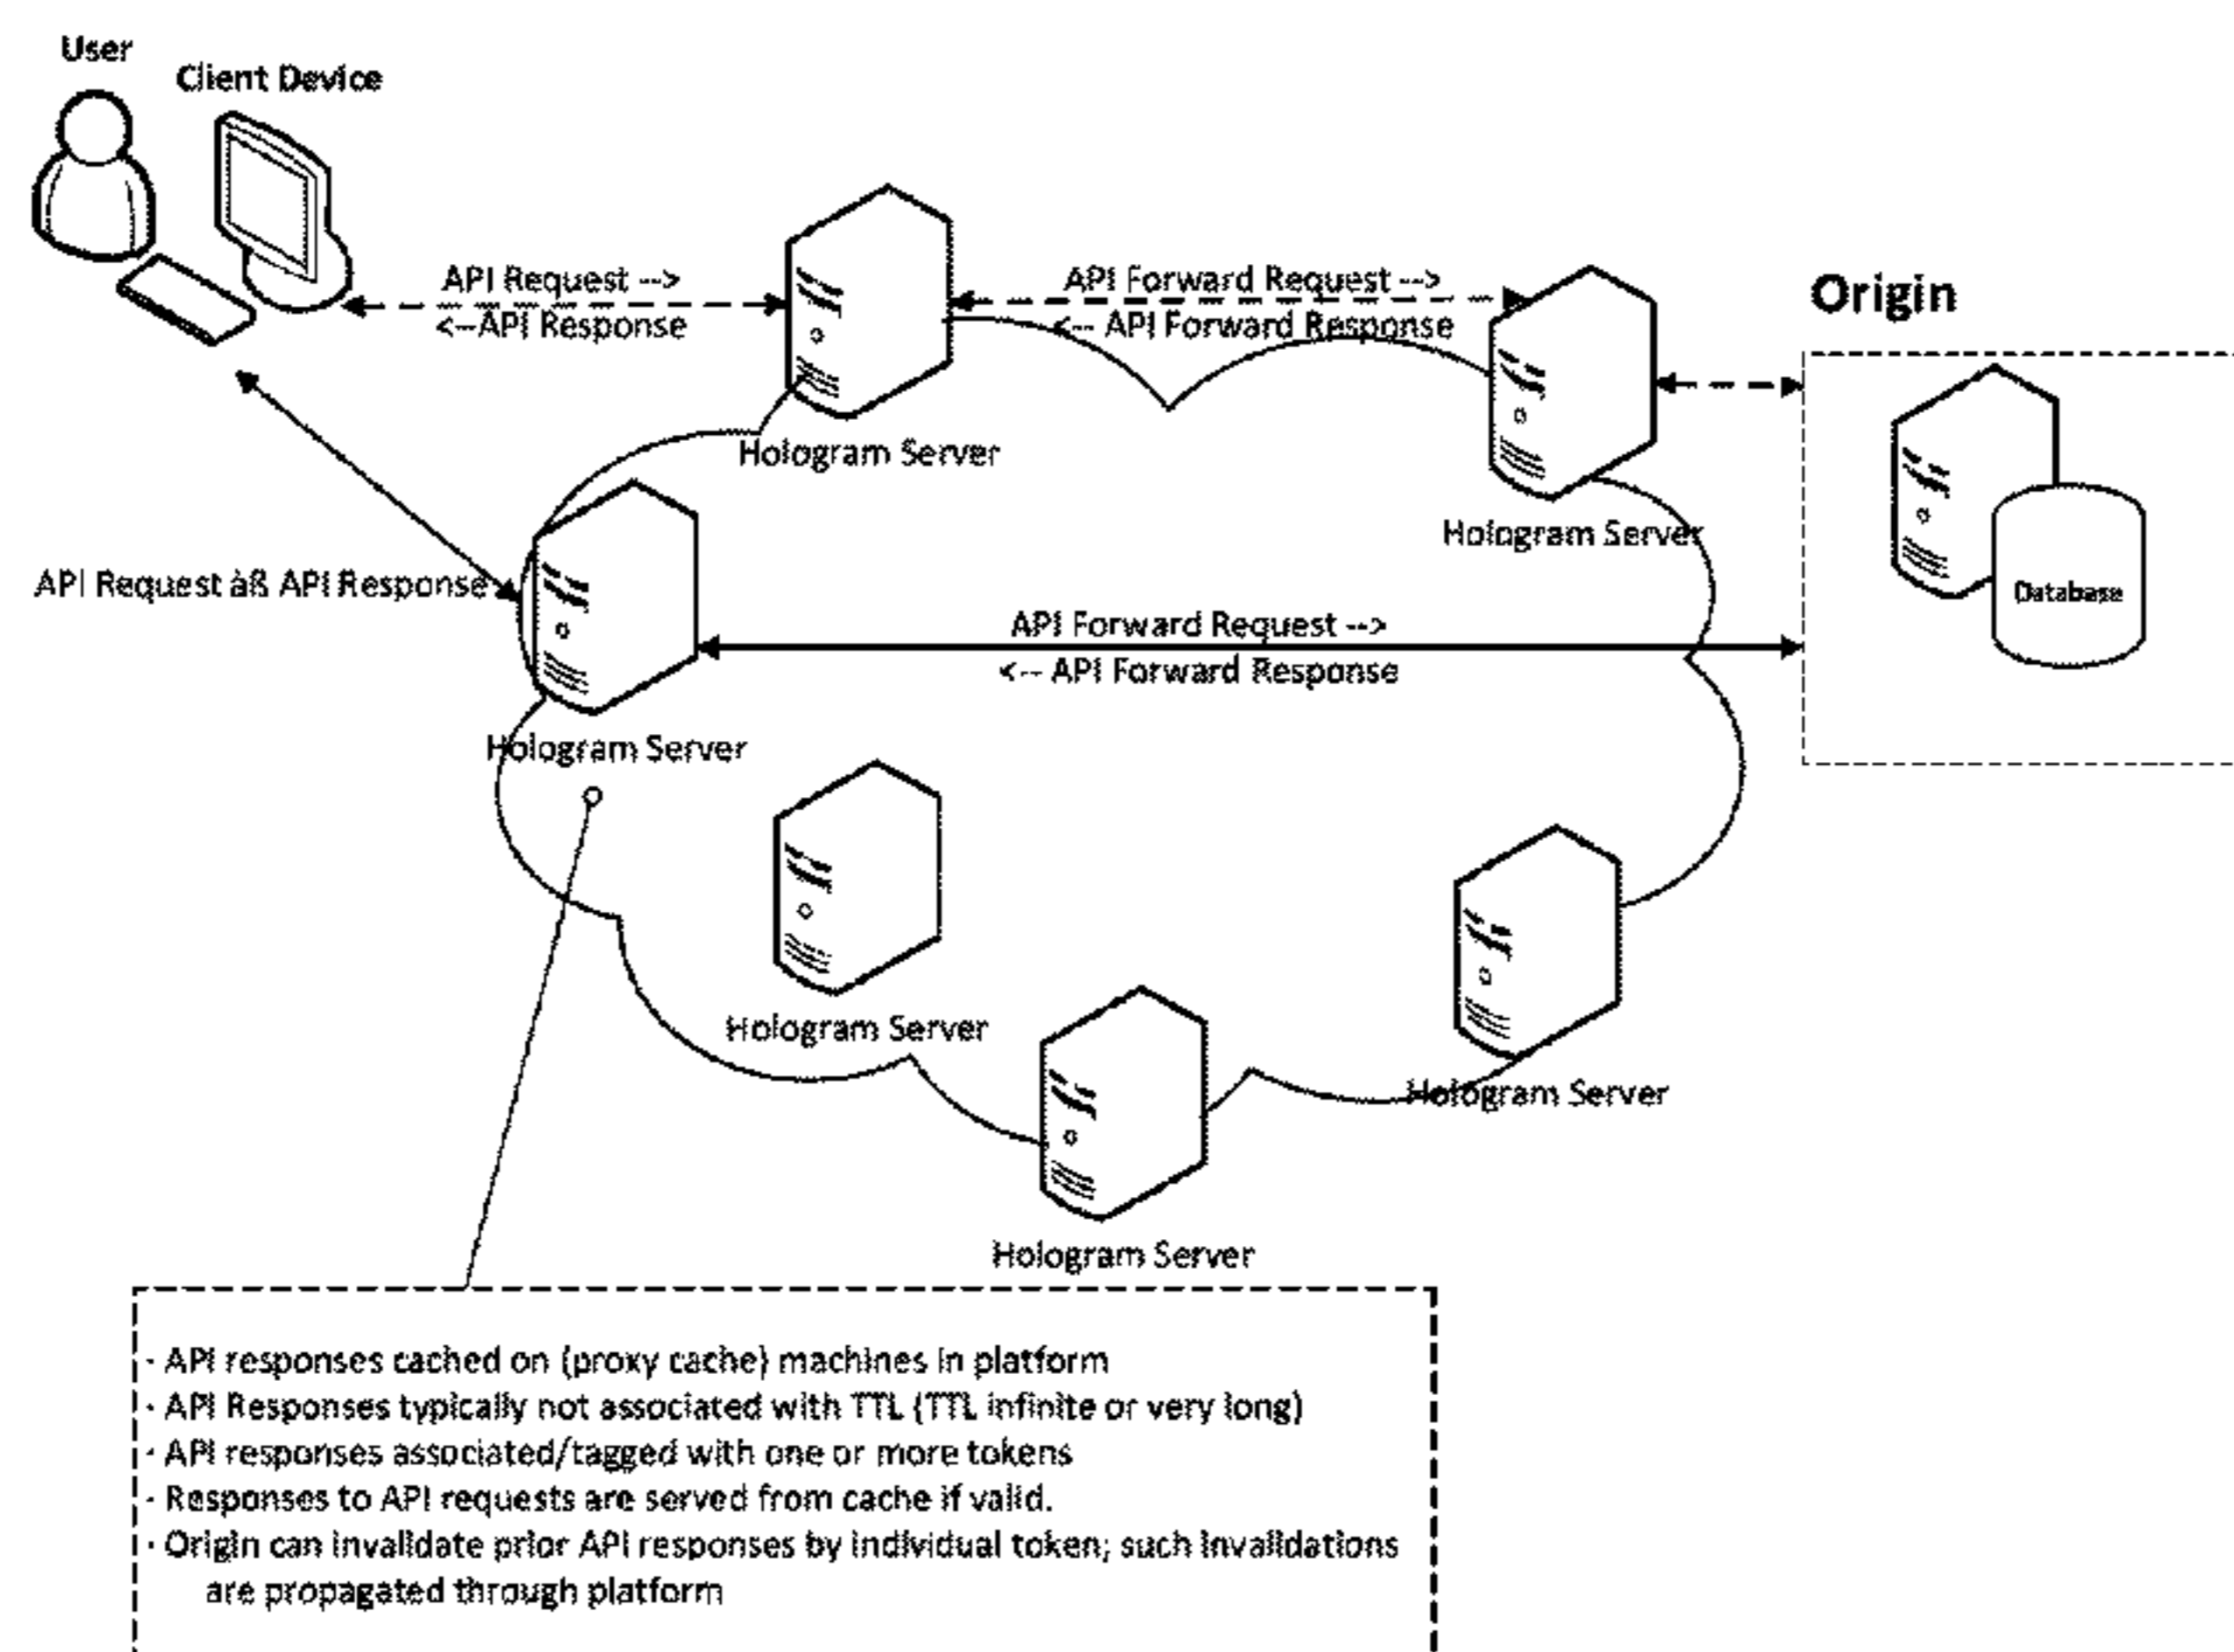 User
Client Device
API Request -->
<--API Response
API Forward Request -->
<-- API Forward Response
Origin
Hologram Server
Hologram Server
Database
API Request àß API Response
API Forward Request -->
<-- API Forward Response
Hologram Server
Hologram Server
Hologram Server
Hologram Server
· API responses cached on (proxy cache) machines in platform
· API Responses typically not associated with TTL (TTL infinite or very long)
· API responses associated/tagged with one or more tokens
· Responses to API requests are served from cache if valid.
· Origin can invalidate prior API responses by individual token; such invalidations
are propagated through platform